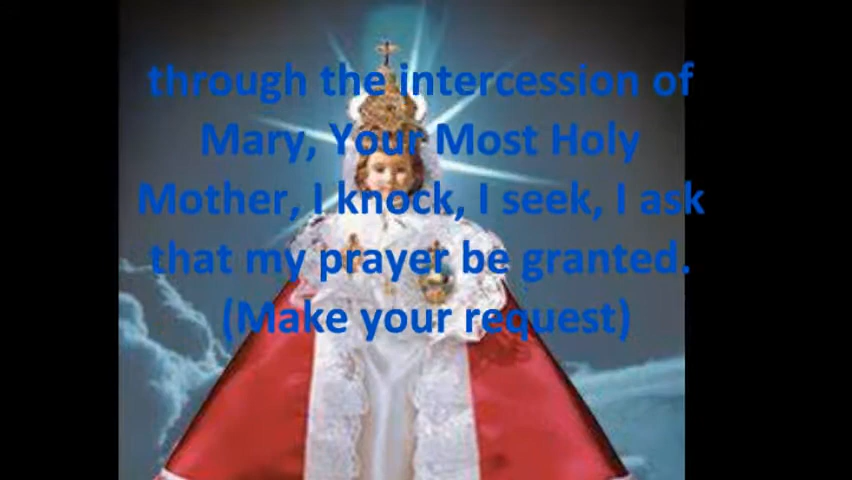 through the intercession of
Mary, Your Most Holy
Mother, I knock, I seek, I ask
that my prayer be granted.
(Make your request)